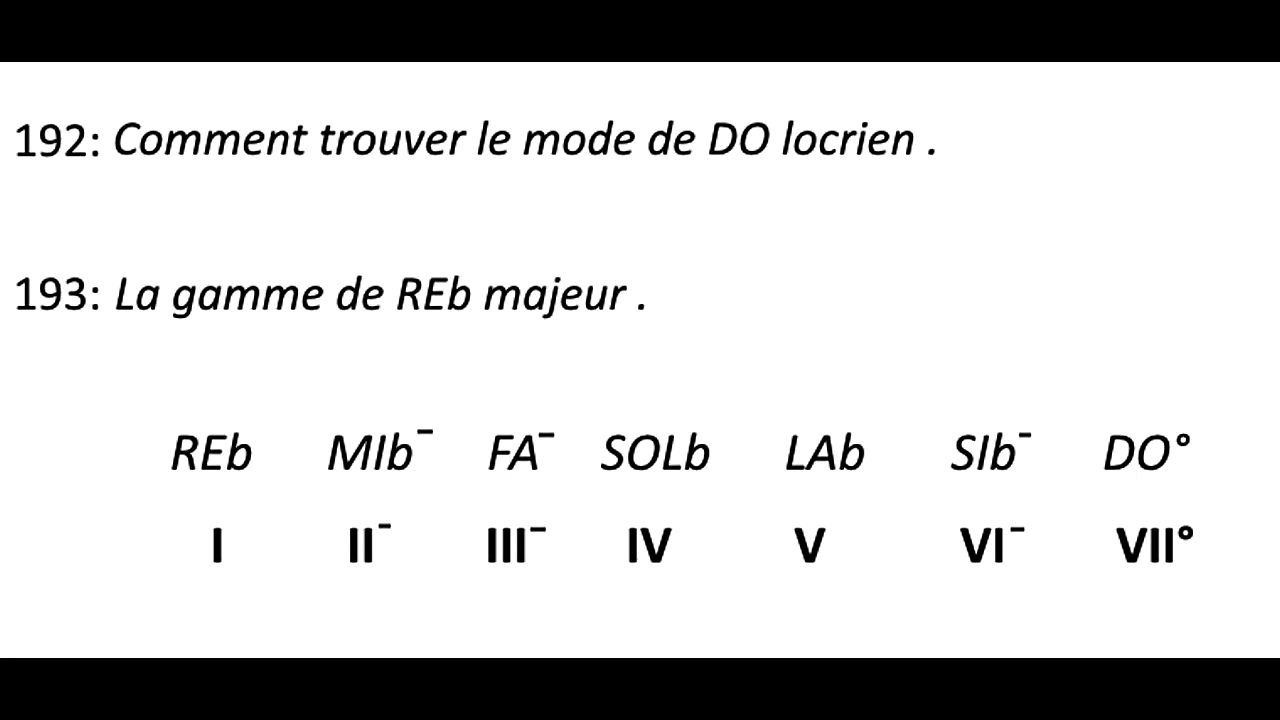 192: Comment trouver le mode de DO locrien .
193: La gamme de REb majeur .
REb MIb⁻ FA⁻ SOLb LAb SIb⁻ DO°
I II⁻ III⁻ IV V VI⁻ VII°